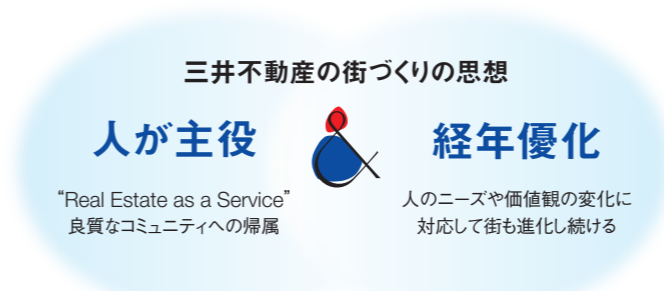 三井不動産の街づくりの思想
人が主役
&
経年優化
“Real Estate as a Service”
良質なコミュニティへの帰属
人のニーズや価値観の変化に
対応して街も進化し続ける